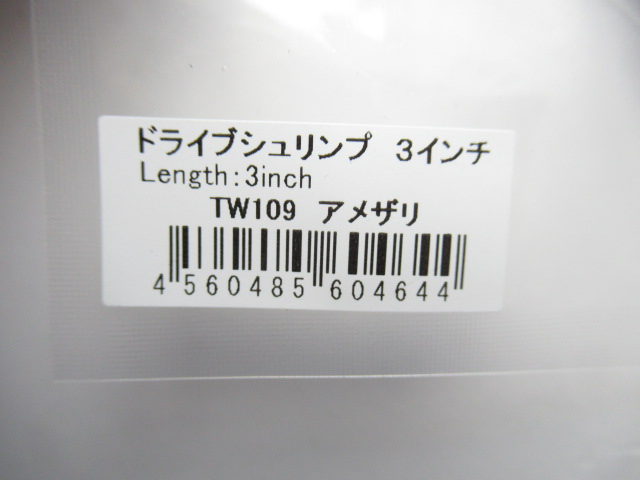 ドライブシュリンプ　3インチ
Length:3inch
TW109　アメザリ
4 560485 604644